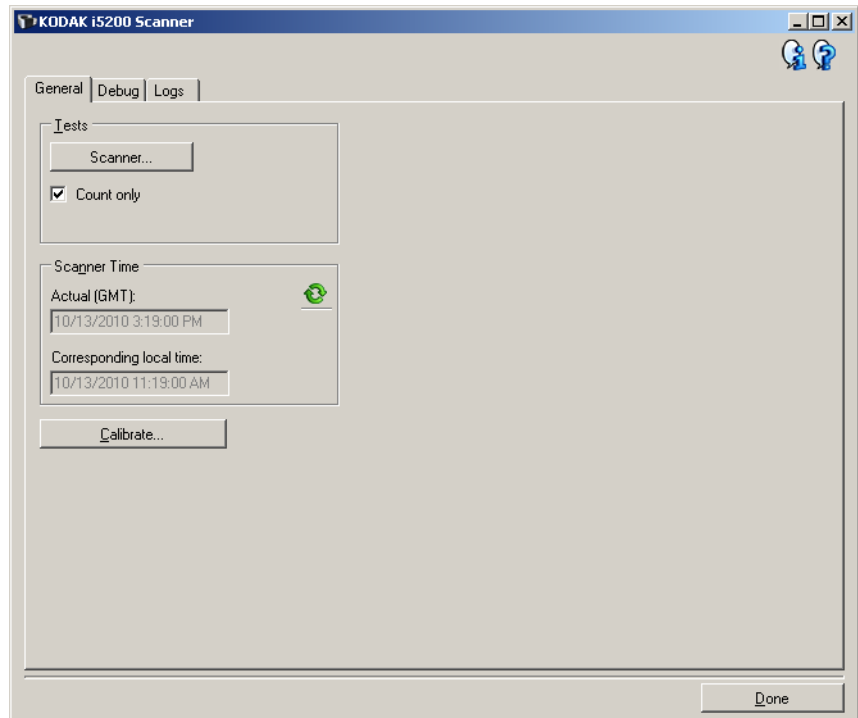 KODAK i5200 Scanner
General Debug Logs
Tests
Scanner...
Count only
Scanner Time
Actual (GMT):
10/13/2010 3:19:00 PM
Corresponding local time:
10/13/2010 11:19:00 AM
Calibrate...
Done